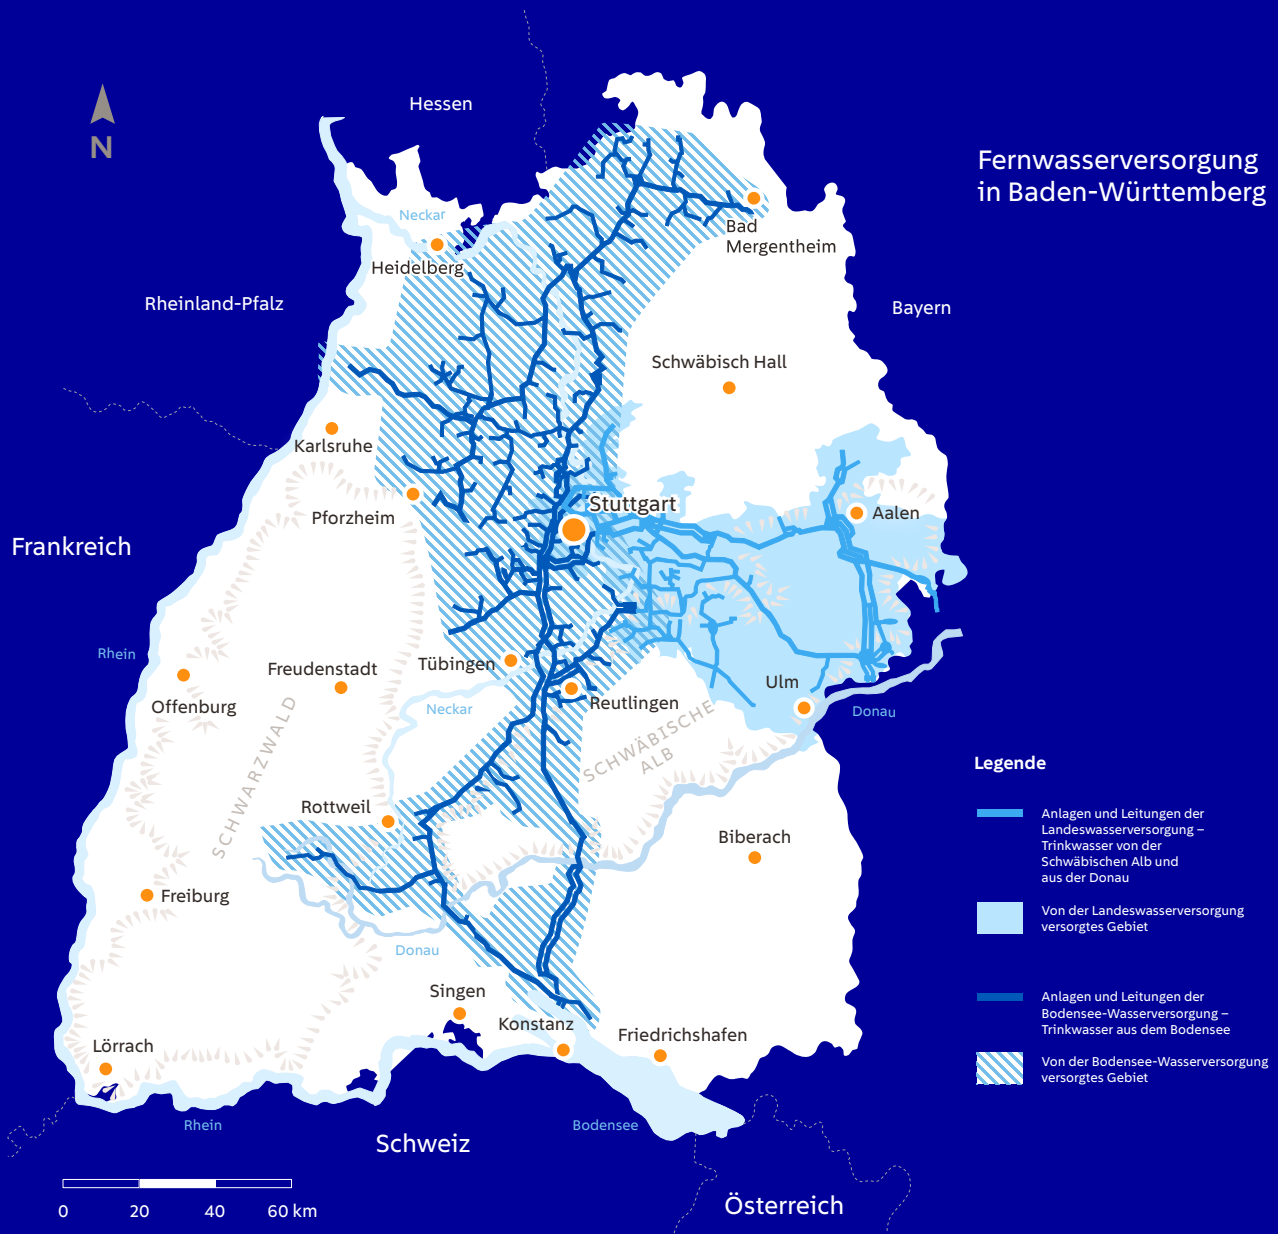 Hessen
N
Fernwasserversorgung
in Baden-Württemberg
Neckar
Bad
Mergentheim
Heidelberg
Rheinland-Pfalz
Bayern
Schwäbisch Hall
Karlsruhe
Stuttgart
Aalen
Pforzheim
Frankreich
Rhein
Freudenstadt
Tübingen
Ulm
Offenburg
Neckar
Reutlingen
Donau
SCHWARZWALD
SCHWÄBISCHE
ALB
Legende
Rottweil
Anlagen und Leitungen der
Landeswasserversorgung –
Trinkwasser von der
Schwäbischen Alb und
aus der Donau
Biberach
Freiburg
Von der Landeswasserversorgung
versorgtes Gebiet
Donau
Singen
Anlagen und Leitungen der
Bodensee-Wasserversorgung –
Trinkwasser aus dem Bodensee
Konstanz
Friedrichshafen
Lörrach
Von der Bodensee-Wasserversorgung
versorgtes Gebiet
Rhein
Bodensee
Schweiz
Österreich
0 20 40 60 km